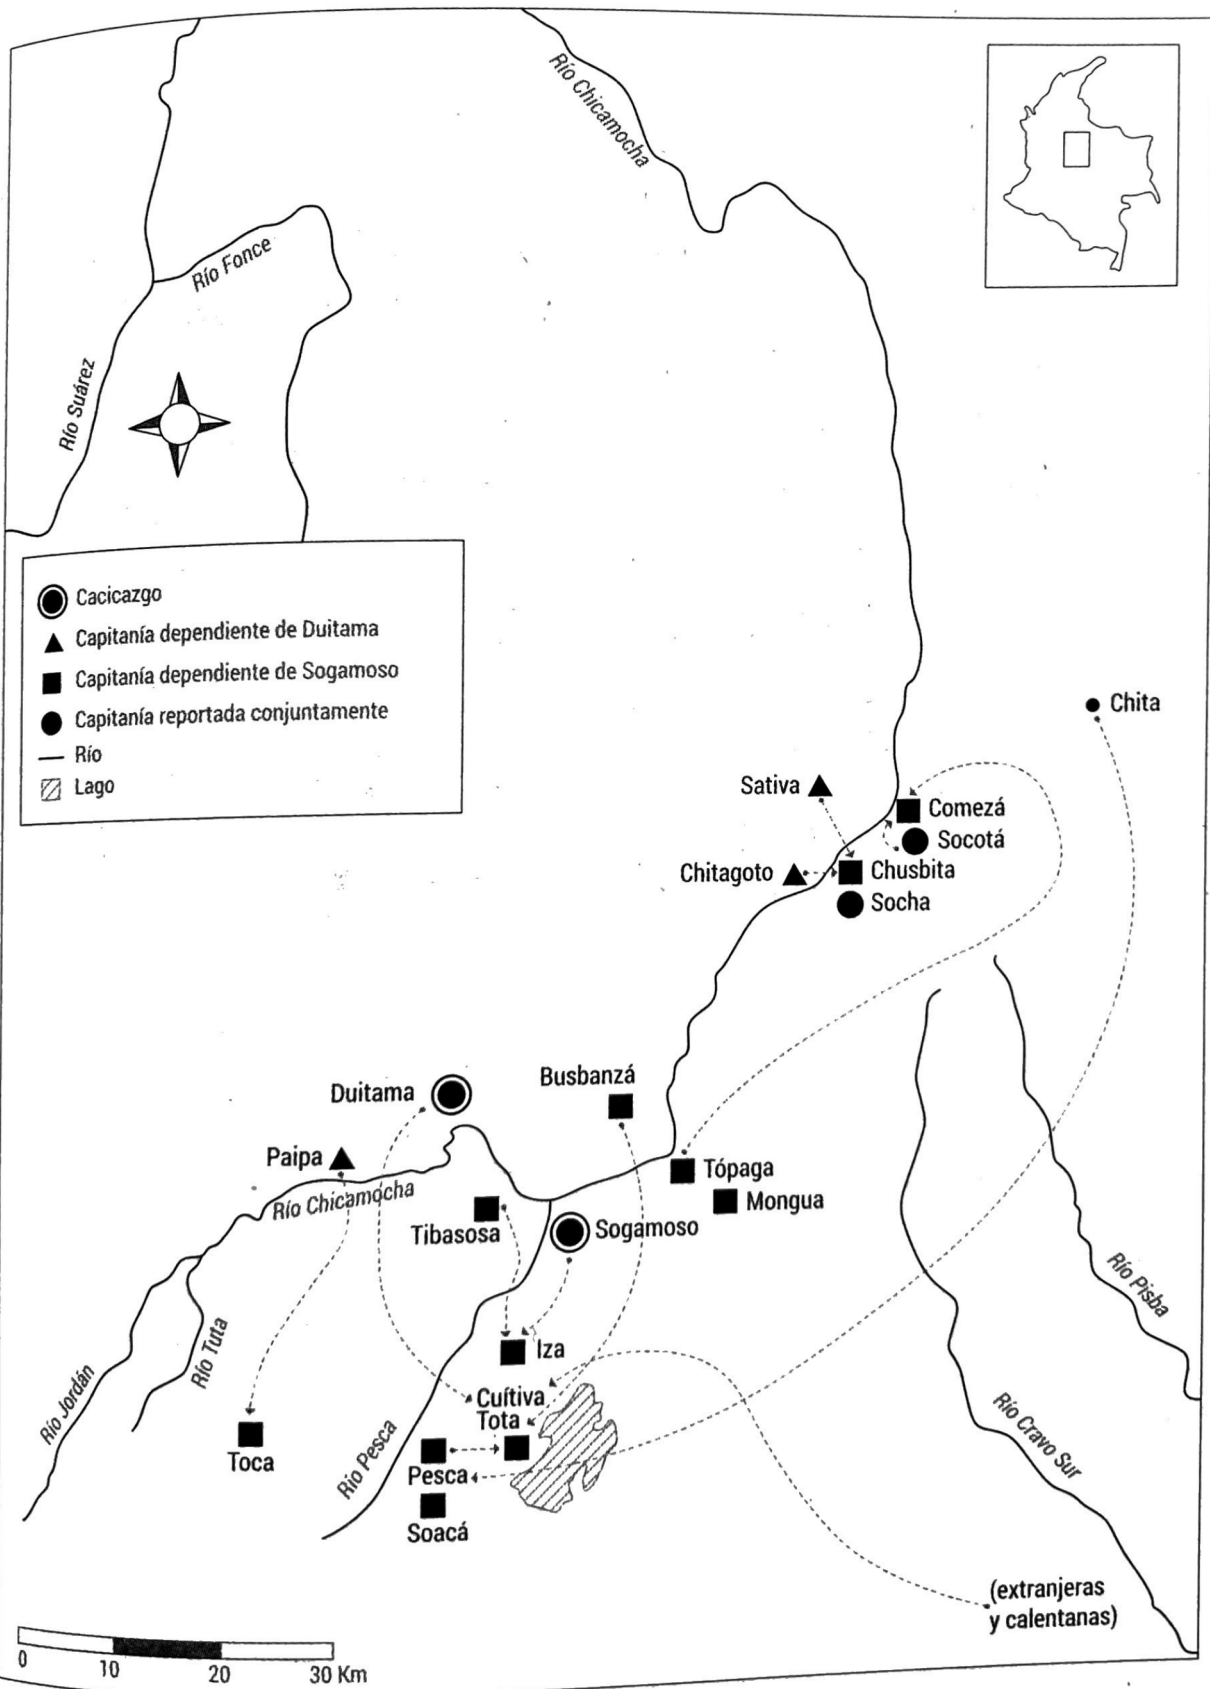 Río Chicamocha
Río Fonce
Río Suárez
Cacicazgo
Capitanía dependiente de Duitama
Capitanía dependiente de Sogamoso
Capitanía reportada conjuntamente
Río
Lago
Chita
Sativa
Comezá
Socotá
Chitagoto
Chusbita
Socha
Duitama
Busbanzá
Paipa
Río Chicamocha
Tópaga
Mongua
Tibasosa
Sogamoso
Río Pisba
Río Tuta
Iza
Río Jordán
Cuítiva
Tota
Río Cravo Sur
Toca
Río Pesca
Pesca
Soacá
(extranjeras
y calentanas)
0 10 20 30 Km